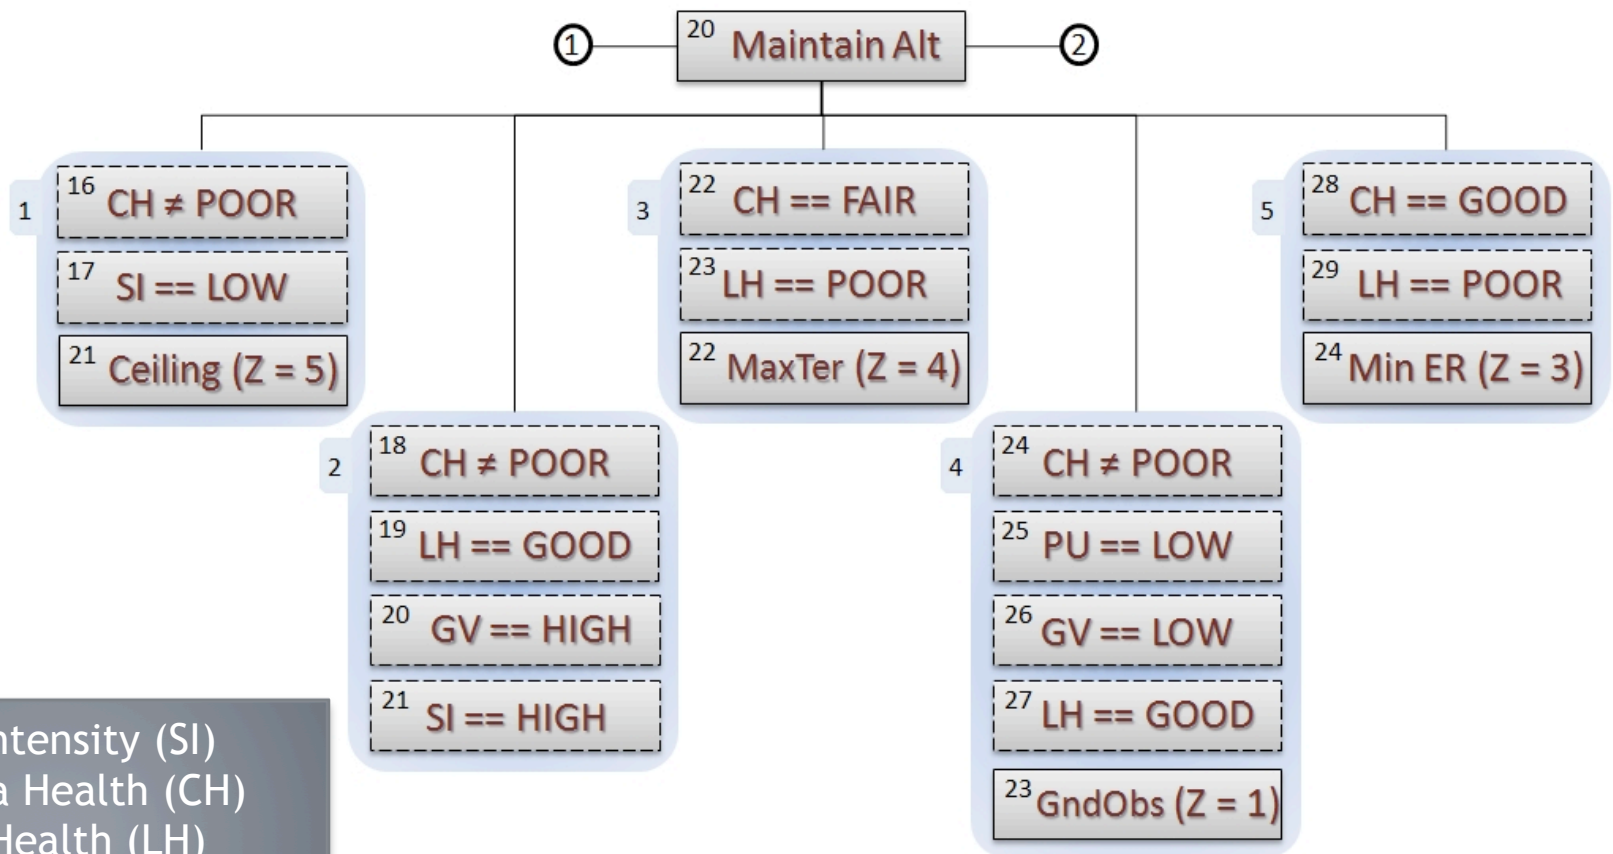 1
20 Maintain Alt
2
1
16 CH ≠ POOR
17 SI == LOW
21 Ceiling (Z = 5)
2
18 CH ≠ POOR
19 LH == GOOD
20 GV == HIGH
21 SI == HIGH
3
22 CH == FAIR
23 LH == POOR
22 MaxTer (Z = 4)
4
24 CH ≠ POOR
25 PU == LOW
26 GV == LOW
27 LH == GOOD
23 GndObs (Z = 1)
5
28 CH == GOOD
29 LH == POOR
24 Min ER (Z = 3)
(SI)
Health (CH)
Health (LH)